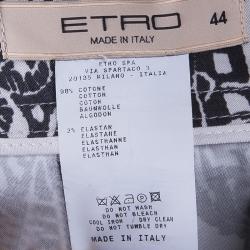 ETRO
MADE IN ITALY
44
ETRO SPA
VIA SPARTACO 3
20135 MILANO - ITALIA
98% COTONE
COTTON
COTON
BAUMWOLLE
ALGODON
2% ELASTAN
ELASTANE
ELASTHANNE
ELASTHAN
ELASTAN
DO NOT WASH
DO NOT BLEACH
COOL IRON DRY CLEAN
DO NOT TUMBLE DRY
MADE IN ITALY